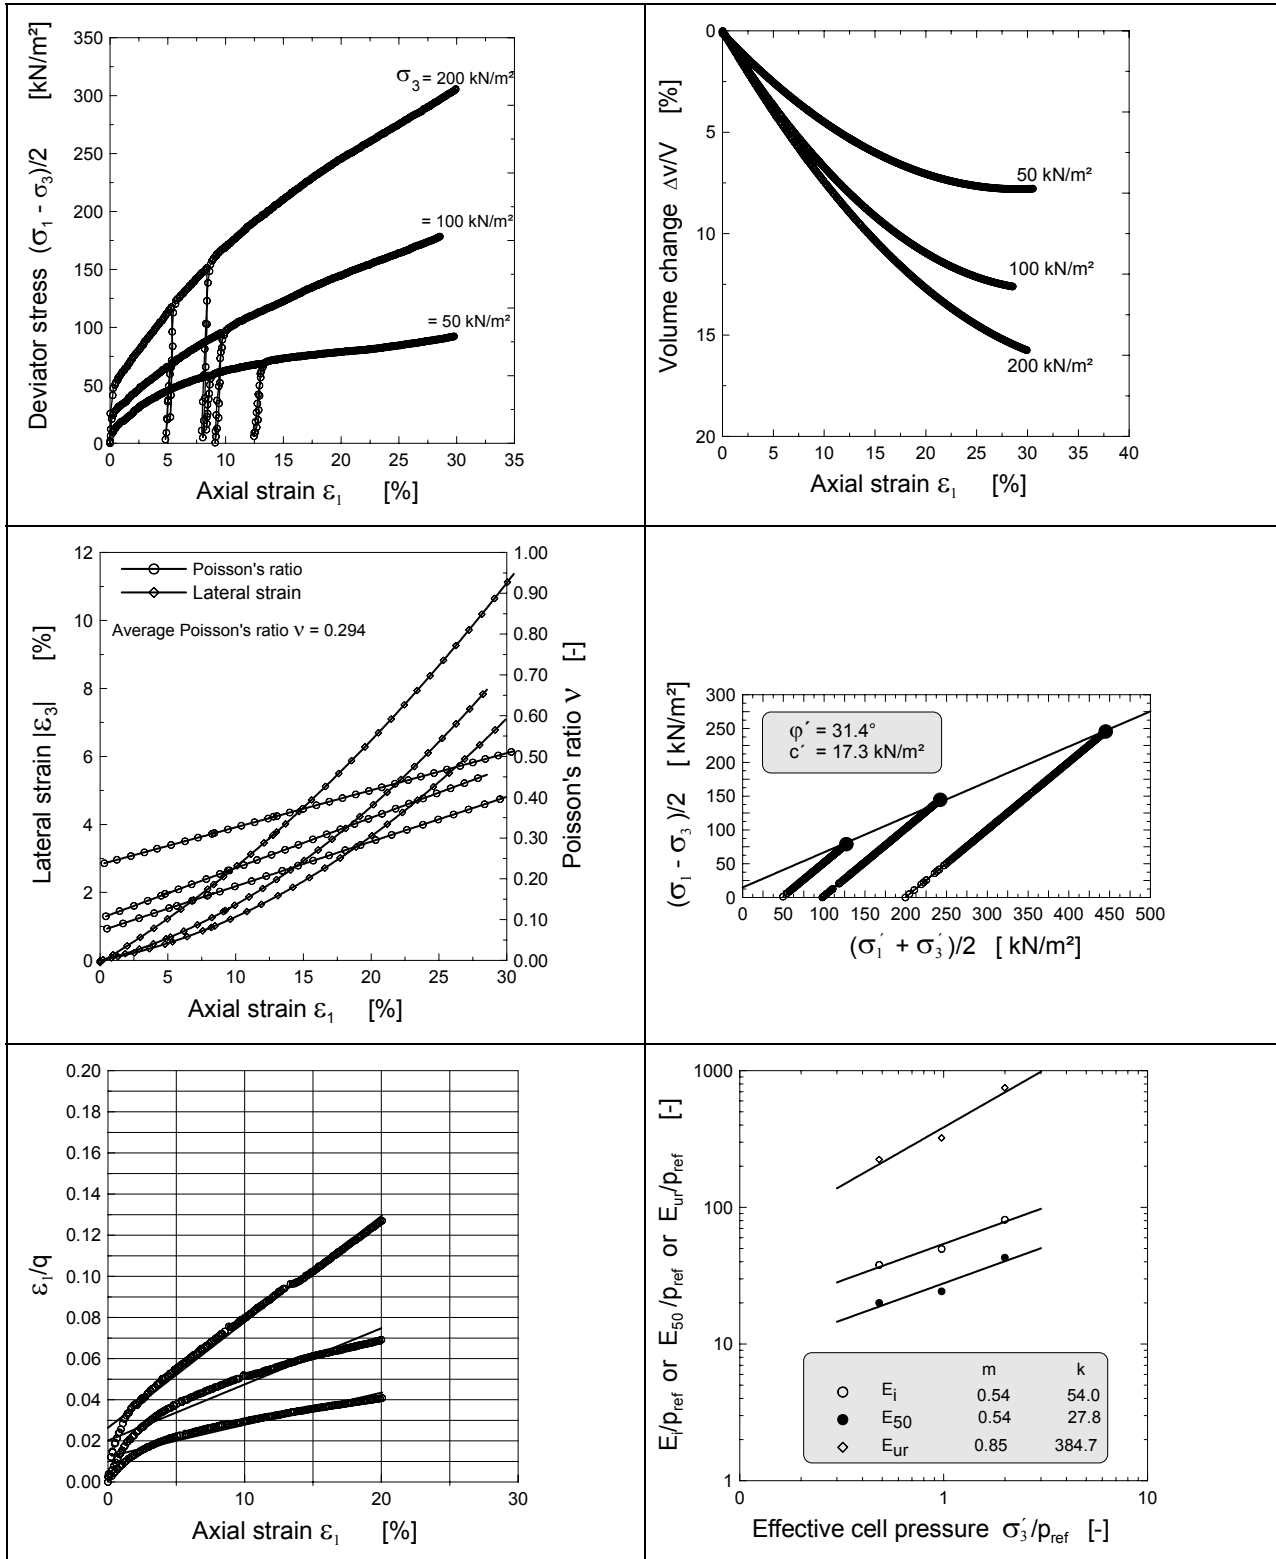 Deviator stress (σ₁ - σ₃)/2 [kN/m²]
350
300
250
200
150
100
50
0
σ₃ = 200 kN/m²
= 100 kN/m²
= 50 kN/m²
0 5 10 15 20 25 30 35
Axial strain ε₁ [%]
Volume change Δv/V [%]
0
5
10
15
20
50 kN/m²
100 kN/m²
200 kN/m²
0 5 10 15 20 25 30 35 40
Axial strain ε₁ [%]
Lateral strain |ε₃| [%]
12
10
8
6
4
2
0
Poisson's ratio
Lateral strain
Average Poisson's ratio ν = 0.294
1.00
0.90
0.80
0.70
0.60
0.50
0.40
0.30
0.20
0.10
0.00
Poisson's ratio ν [-]
0 5 10 15 20 25 30
Axial strain ε₁ [%]
(σ₁ - σ₃)/2 [ kN/m²]
300
250
200
150
100
50
0
φ´ = 31.4°
c´ = 17.3 kN/m²
0 50 100 150 200 250 300 350 400 450 500
(σ₁´ + σ₃´)/2 [ kN/m²]
ε₁/q
0.20
0.18
0.16
0.14
0.12
0.10
0.08
0.06
0.04
0.02
0.00
0 10 20 30
Axial strain ε₁ [%]
Eᵢ/p_ref or E₅₀/p_ref or E_ur/p_ref [-]
1000
100
10
1
m k
Eᵢ 0.54 54.0
E₅₀ 0.54 27.8
E_ur 0.85 384.7
0 1 10
Effective cell pressure σ₃´/p_ref [-]